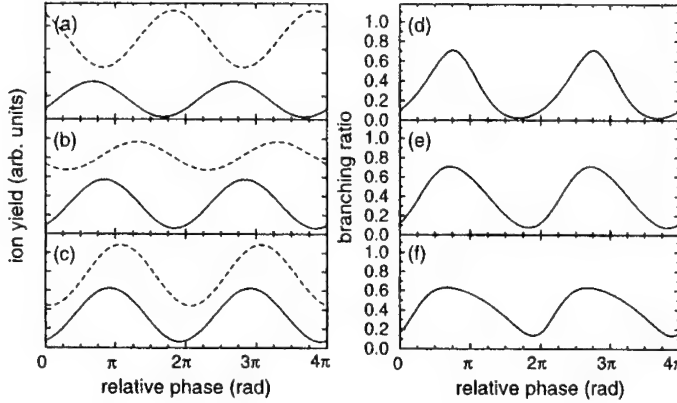 (a)
(b)
(c)
ion yield (arb. units)
0 π 2π 3π 4π
relative phase (rad)
(d)
1.0
0.8
0.6
0.4
0.2
0.0
(e)
1.0
0.8
0.6
0.4
0.2
0.0
(f)
1.0
0.8
0.6
0.4
0.2
0.0
branching ratio
0 π 2π 3π 4π
relative phase (rad)